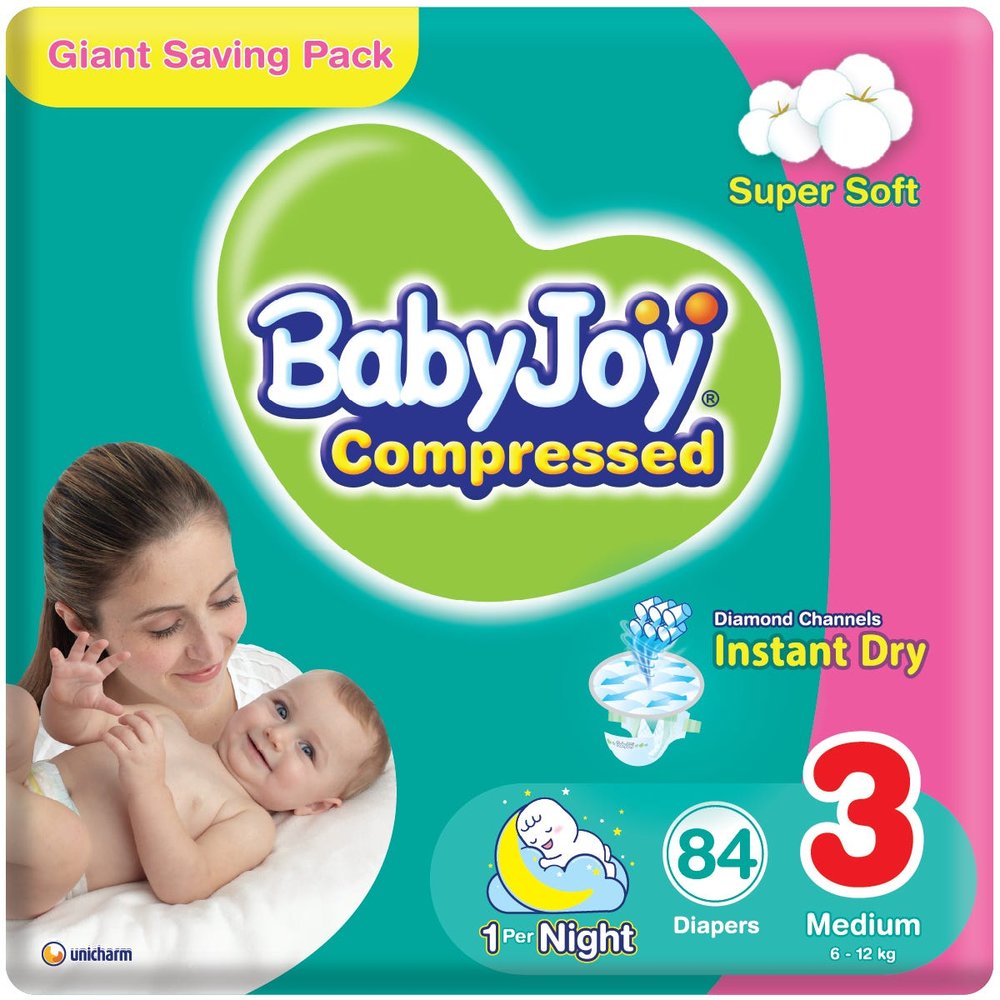 Giant Saving Pack
Super Soft
BabyJoy®
Compressed
Diamond Channels
Instant Dry
3
84
Diapers
Medium
6 - 12 kg
1 Per Night
unicharm